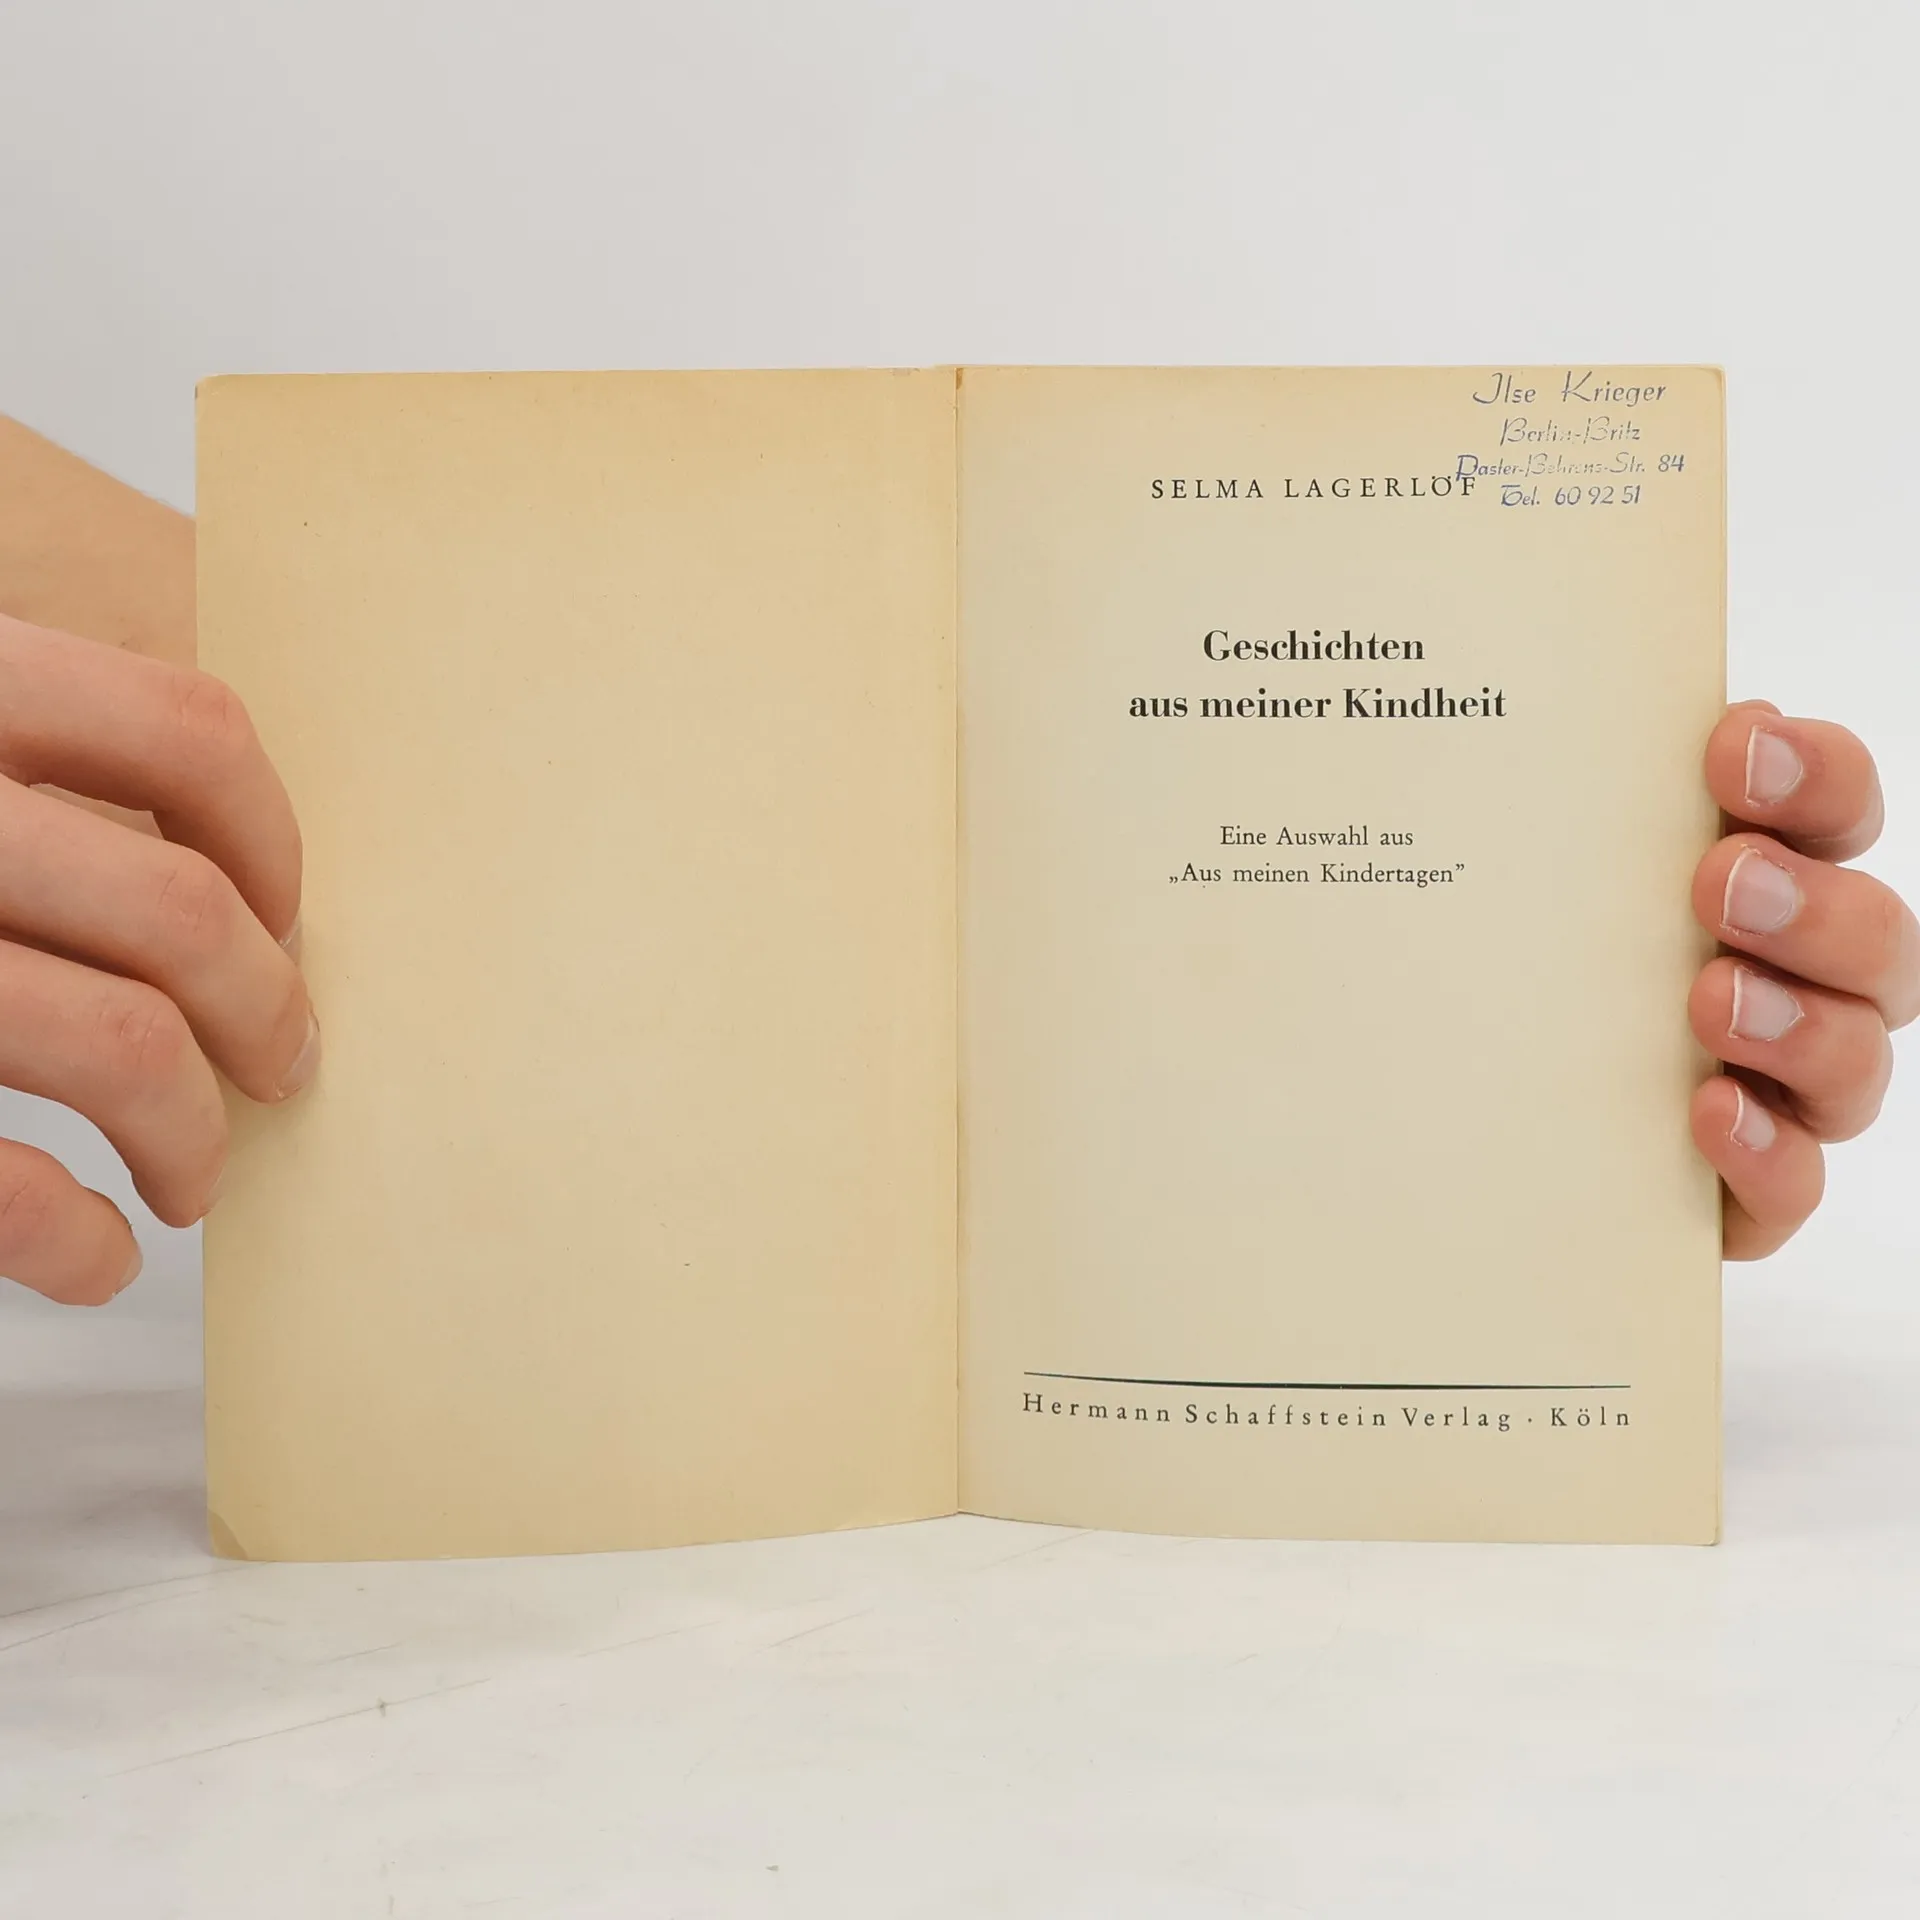 Ilse Krieger
Berlin-Britz
Paster-Behrens-Str. 84
Tel. 60 92 51
SELMA LAGERLÖF
Geschichten
aus meiner Kindheit
Eine Auswahl aus
„Aus meinen Kindertagen”
Hermann Schaffstein Verlag · Köln